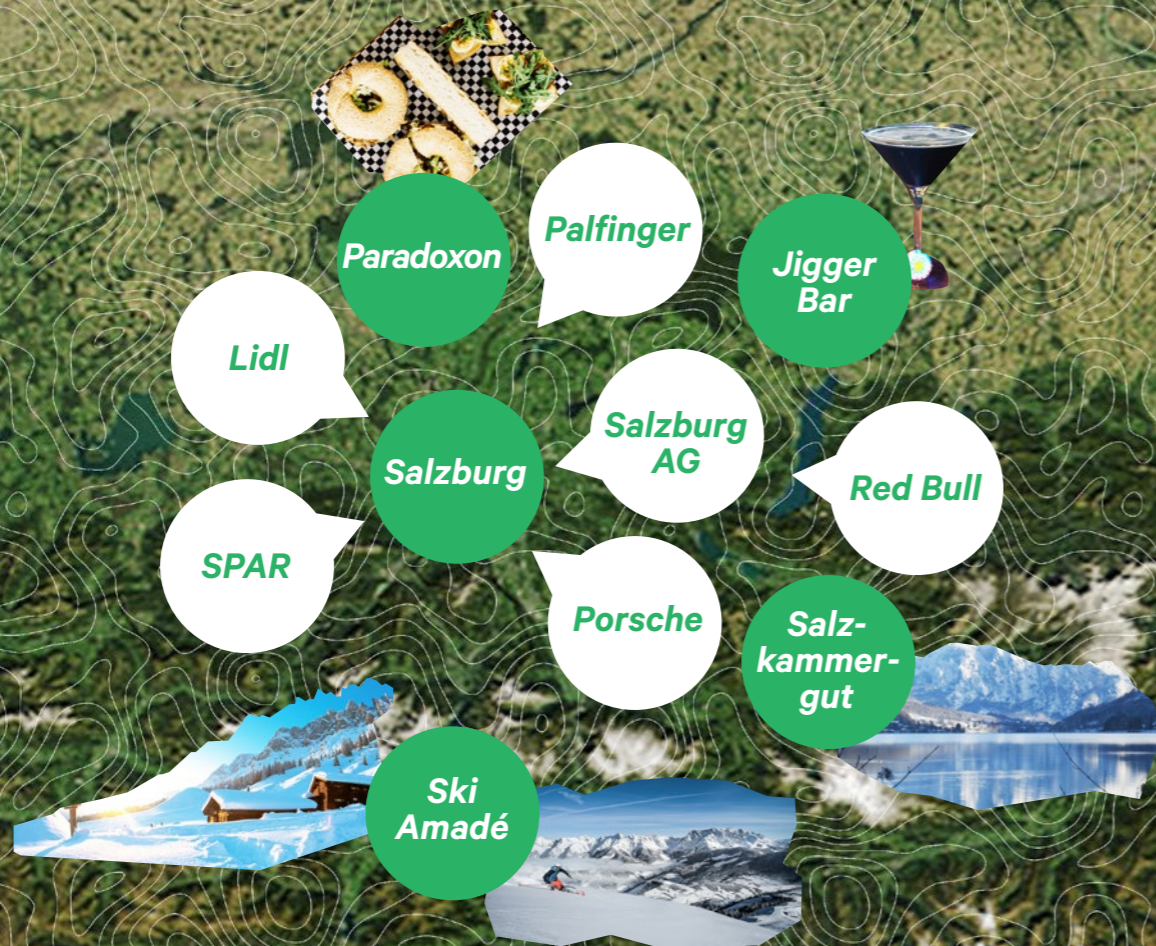 Paradoxon
Palfinger
Jigger
Bar
Lidl
Salzburg
AG
Salzburg
Red Bull
SPAR
Porsche
Salz-
kammer-
gut
Ski
Amadé